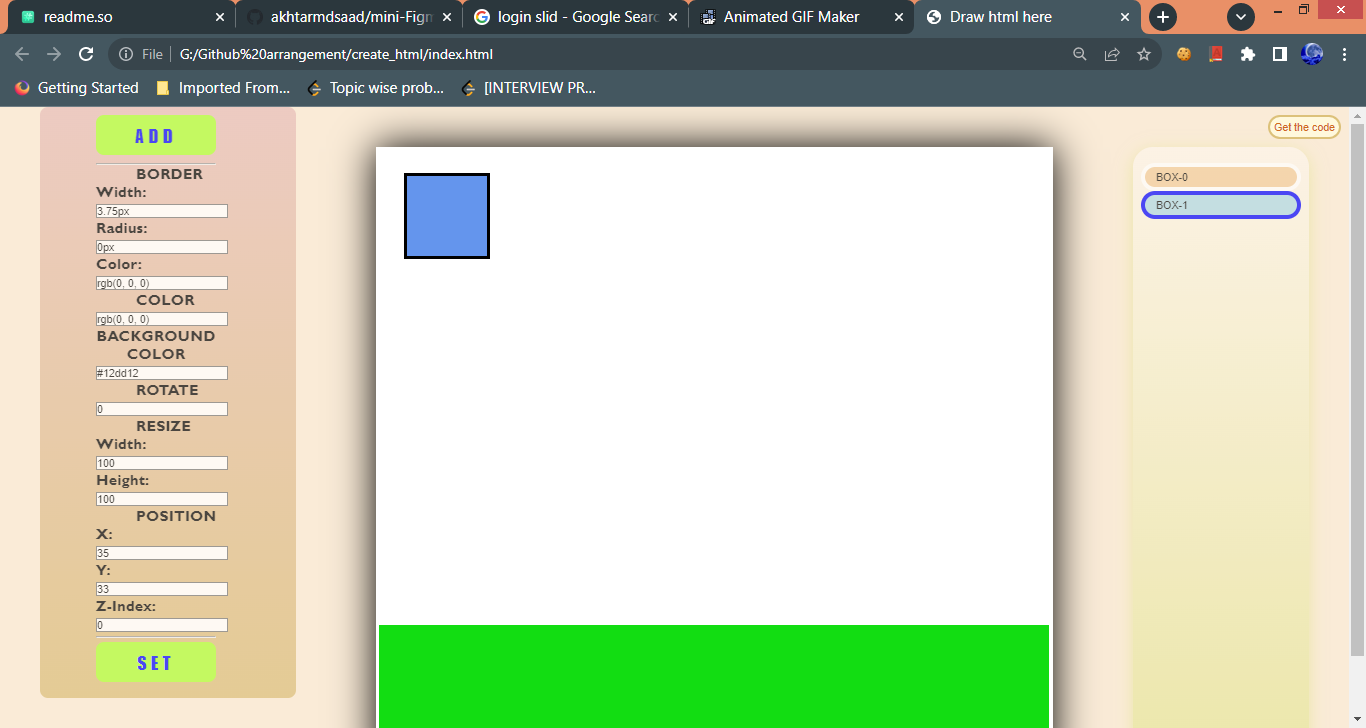 readme.so
akhtarmdsaad/mini-Figm
login slid - Google Searc
Animated GIF Maker
Draw html here
File
G:/Github%20arrangement/create_html/index.html
Getting Started
Imported From...
Topic wise prob...
[INTERVIEW PR...
ADD
BORDER
Width:
3.75px
Radius:
0px
Color:
rgb(0, 0, 0)
COLOR
rgb(0, 0, 0)
BACKGROUND
COLOR
#12dd12
ROTATE
0
RESIZE
Width:
100
Height:
100
POSITION
X:
35
Y:
33
Z-Index:
0
SET
Get the code
BOX-0
BOX-1